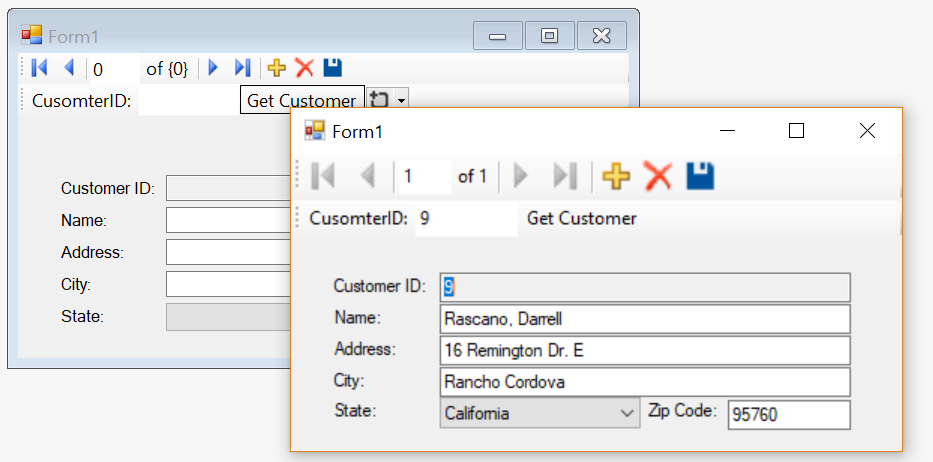 Form1
0 of {0}
CusomterID: Get Customer
Customer ID:
Name:
Address:
City:
State:
Form1
1 of 1
CusomterID: 9 Get Customer
Customer ID: 9
Name: Rascano, Darrell
Address: 16 Remington Dr. E
City: Rancho Cordova
State: California Zip Code: 95760